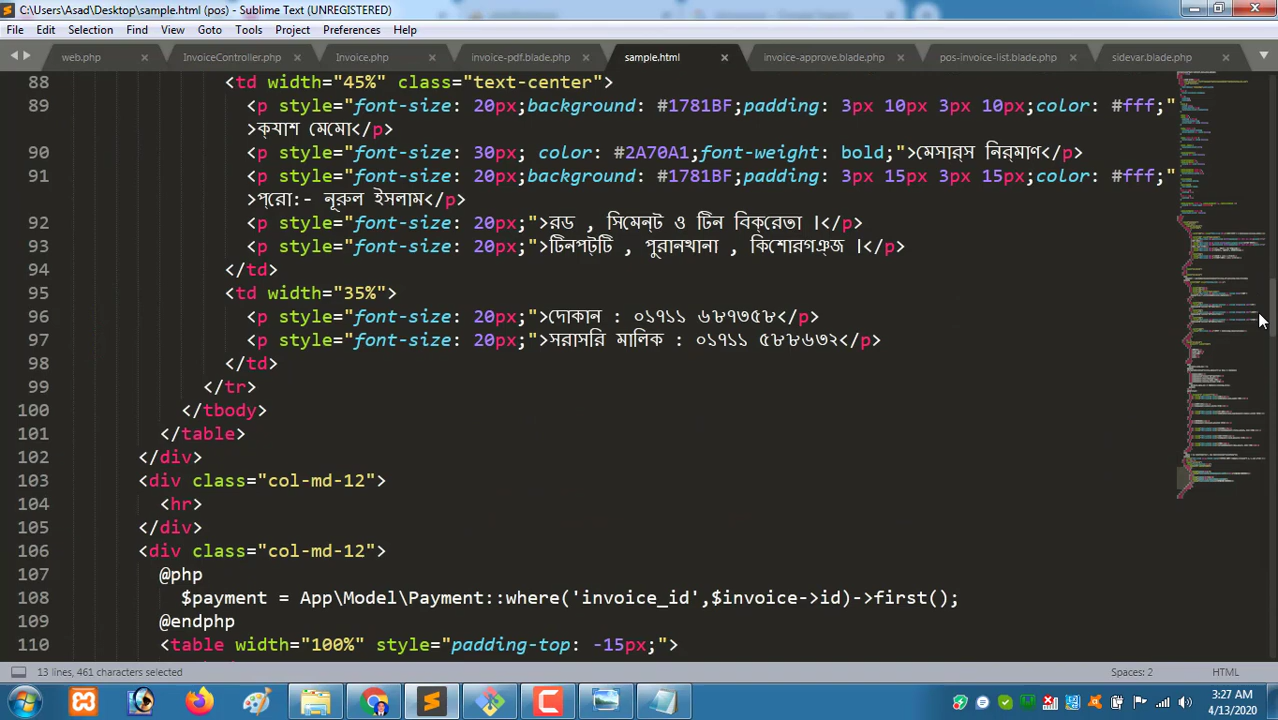 C:\Users\Asad\Desktop\sample.html (pos) - Sublime Text (UNREGISTERED)
File Edit Selection Find View Goto Tools Project Preferences Help
web.php InvoiceController.php Invoice.php invoice-pdf.blade.php sample.html invoice-approve.blade.php pos-invoice-list.blade.php sidevar.blade.php
88 <td width="45%" class="text-center">
89 <p style="font-size: 20px;background: #1781BF;padding: 3px 10px 3px 10px;color: #fff;"
>ক্যাশ মেমো</p>
90 <p style="font-size: 30px; color: #2A70A1;font-weight: bold;">মেসার্স নির্মাণ</p>
91 <p style="font-size: 20px;background: #1781BF;padding: 3px 15px 3px 15px;color: #fff;"
>প্রো:- নূরুল ইসলাম</p>
92 <p style="font-size: 20px;">রড , সিমেন্ট ও টিন বিক্রেতা ।</p>
93 <p style="font-size: 20px;">টিনপট্টি , পুরানথানা , কিশোরগঞ্জ ।</p>
94 </td>
95 <td width="35%">
96 <p style="font-size: 20px;">দোকান : ০১৭১১ ৬৮৭৩৫৮</p>
97 <p style="font-size: 20px;">সরাসরি মালিক : ০১৭১১ ৫৮৮৬৩২</p>
98 </td>
99 </tr>
100 </tbody>
101 </table>
102 </div>
103 <div class="col-md-12">
104 <hr>
105 </div>
106 <div class="col-md-12">
107 @php
108 $payment = App\Model\Payment::where('invoice_id',$invoice->id)->first();
109 @endphp
110 <table width="100%" style="padding-top: -15px;">
13 lines, 461 characters selected Spaces: 2 HTML
3:27 AM
4/13/2020